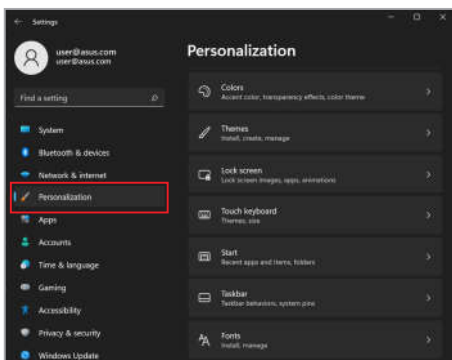 Settings
user@asus.com
user@asus.com
Find a setting
System
Bluetooth & devices
Network & internet
Personalization
Apps
Accounts
Time & language
Gaming
Accessibility
Privacy & security
Windows Update
Personalization
Colors
Accent color, transparency effects, color theme
Themes
Install, create, manage
Lock screen
Lock screen images, apps, animations
Touch keyboard
Themes, size
Start
Recent apps and items, folders
Taskbar
Taskbar behaviors, system pins
Fonts
Install, manage